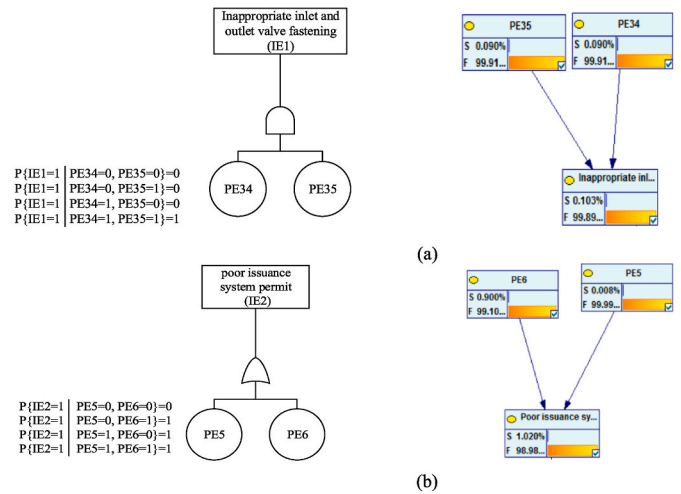 Inappropriate inlet and
outlet valve fastening
(IE1)
PE34
PE35
P{IE1=1 | PE34=0, PE35=0}=0
P{IE1=1 | PE34=0, PE35=1}=0
P{IE1=1 | PE34=1, PE35=0}=0
P{IE1=1 | PE34=1, PE35=1}=1
PE35
S 0.090%
F 99.91...
PE34
S 0.090%
F 99.91...
Inappropriate inl...
S 0.103%
F 99.89...
(a)
poor issuance
system permit
(IE2)
PE5
PE6
P{IE2=1 | PE5=0, PE6=0}=0
P{IE2=1 | PE5=0, PE6=1}=1
P{IE2=1 | PE5=1, PE6=0}=1
P{IE2=1 | PE5=1, PE6=1}=1
PE6
S 0.900%
F 99.10...
PE5
S 0.008%
F 99.99...
Poor issuance sy...
S 1.020%
F 98.98...
(b)